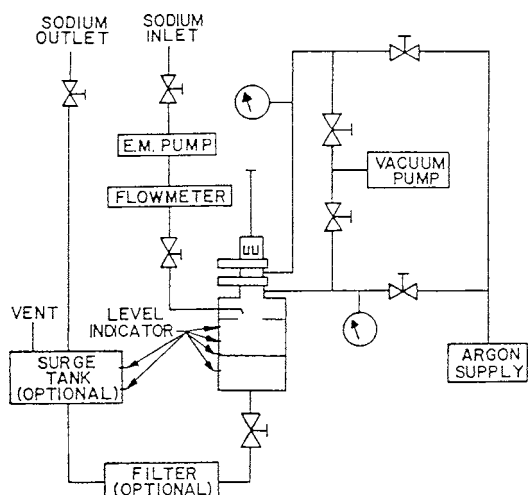 SODIUM
OUTLET
SODIUM
INLET
E.M. PUMP
FLOWMETER
VACUUM
PUMP
VENT
LEVEL
INDICATOR
SURGE
TANK
(OPTIONAL)
ARGON
SUPPLY
FILTER
(OPTIONAL)